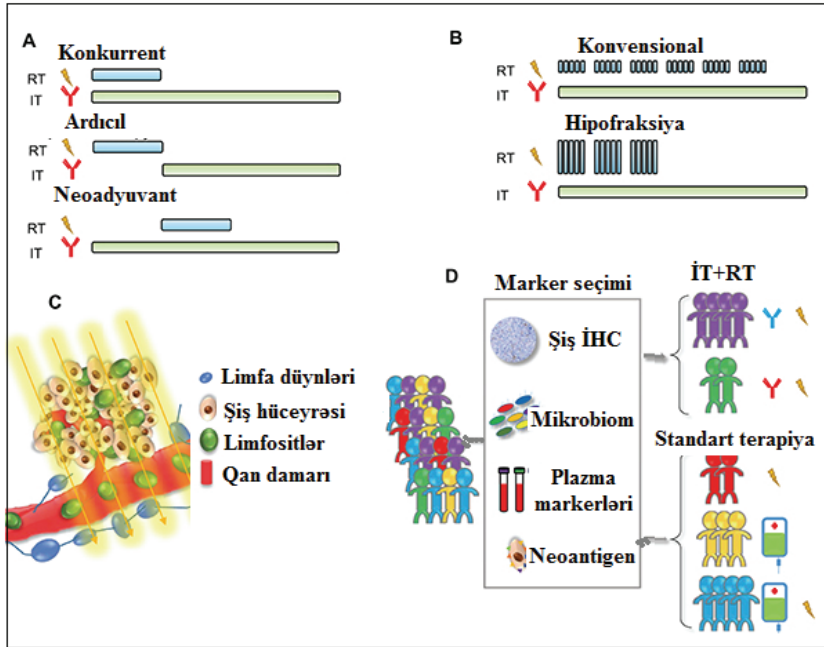 A
Konkurrent
RT
IT
Ardıcıl
RT
IT
Neoadyuvant
RT
IT
B
Konvensional
RT
IT
Hipofraksiya
RT
IT
C
Limfa düynləri
Şiş hüceyrəsi
Limfositlər
Qan damarı
D
Marker seçimi
Şiş İHC
Mikrobiom
Plazma
markerləri
Neoantigen
İT+RT
Standart terapiya